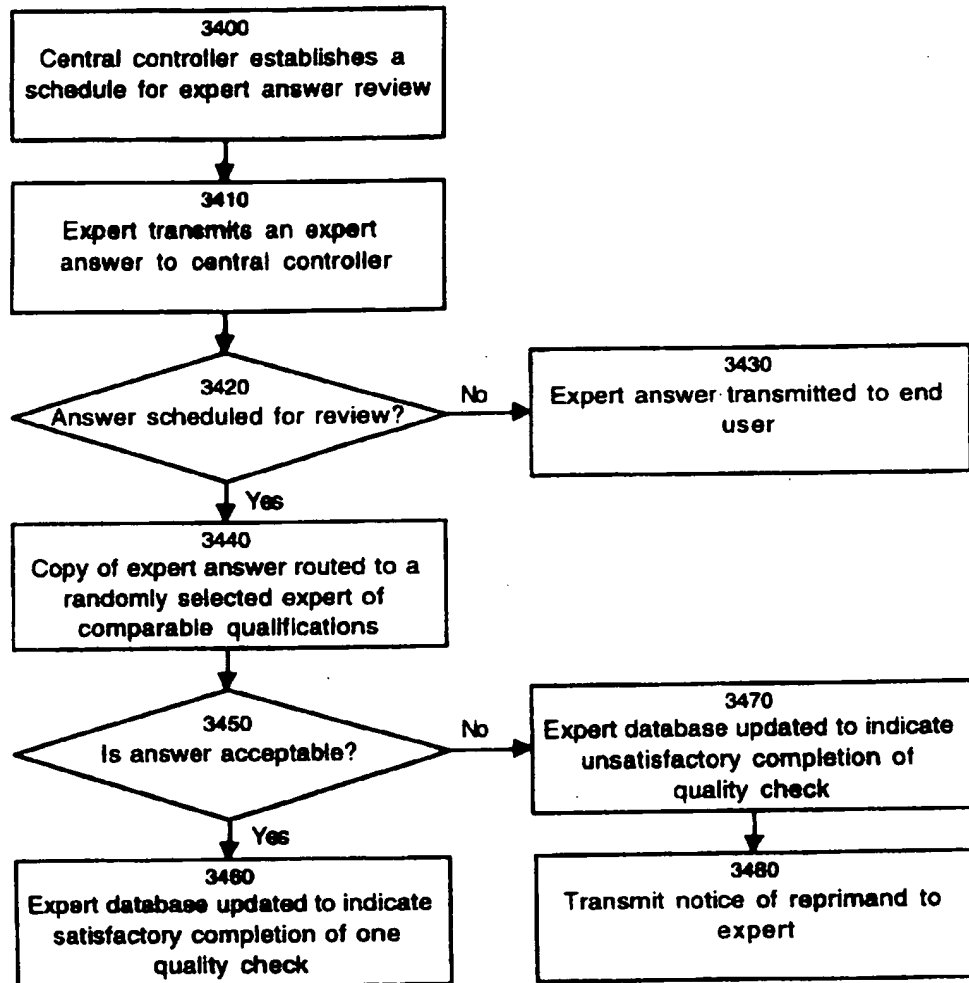 3400
Central controller establishes a
schedule for expert answer review
3410
Expert transmits an expert
answer to central controller
3420
Answer scheduled for review?
No
3430
Expert answer transmitted to end
user
Yes
3440
Copy of expert answer routed to a
randomly selected expert of
comparable qualifications
3450
Is answer acceptable?
No
3470
Expert database updated to indicate
unsatisfactory completion of
quality check
Yes
3460
Expert database updated to indicate
satisfactory completion of one
quality check
3480
Transmit notice of reprimand to
expert